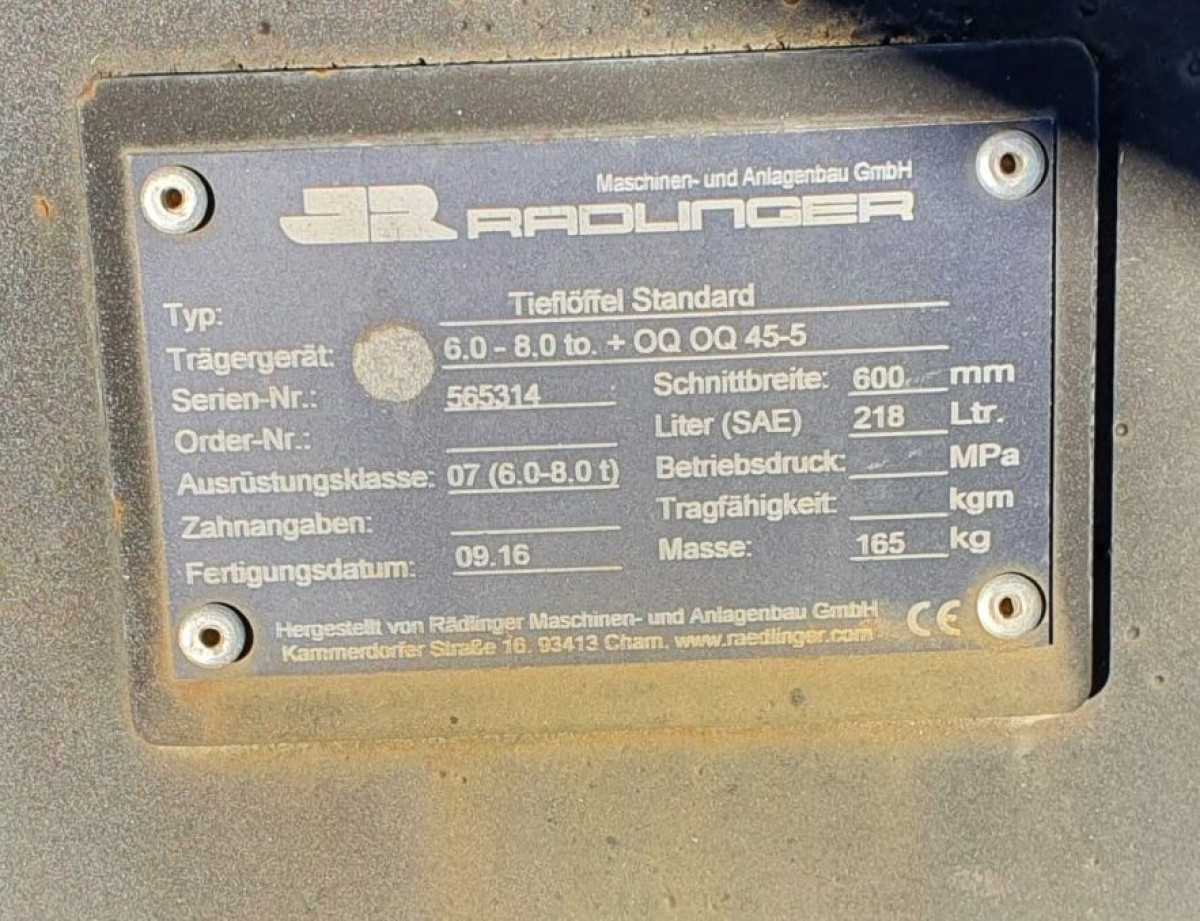 Maschinen- und Anlagenbau GmbH
JR RÄDLINGER
Typ: Tieflöffel Standard
Trägergerät: 6.0 - 8.0 to. + OQ OQ 45-5
Serien-Nr.: 565314 Schnittbreite: 600 mm
Order-Nr.: Liter (SAE) 218 Ltr.
Ausrüstungsklasse: 07 (6.0-8.0 t) Betriebsdruck: MPa
Zahnangaben: Tragfähigkeit: kgm
Fertigungsdatum: 09.16 Masse: 165 kg
Hergestellt von Rädlinger Maschinen- und Anlagenbau GmbH
Kammerdorfer Straße 16, 93413 Cham, www.raedlinger.com CE